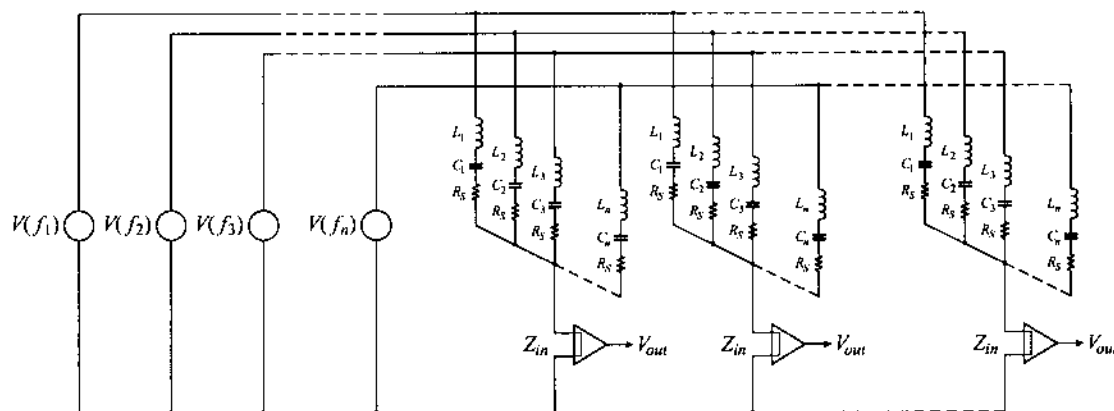 L1 L1 L1
L2 L2 L2
C1 L3 C1 L3 C1 L3
RS C2 RS C2 RS C2
Ln Ln Ln
V(f1) V(f2) V(f3) V(fn) RS C3 RS C3 RS C3
RS Cn RS Cn RS Cn
RS RS RS
Zin Vout Zin Vout Zin Vout